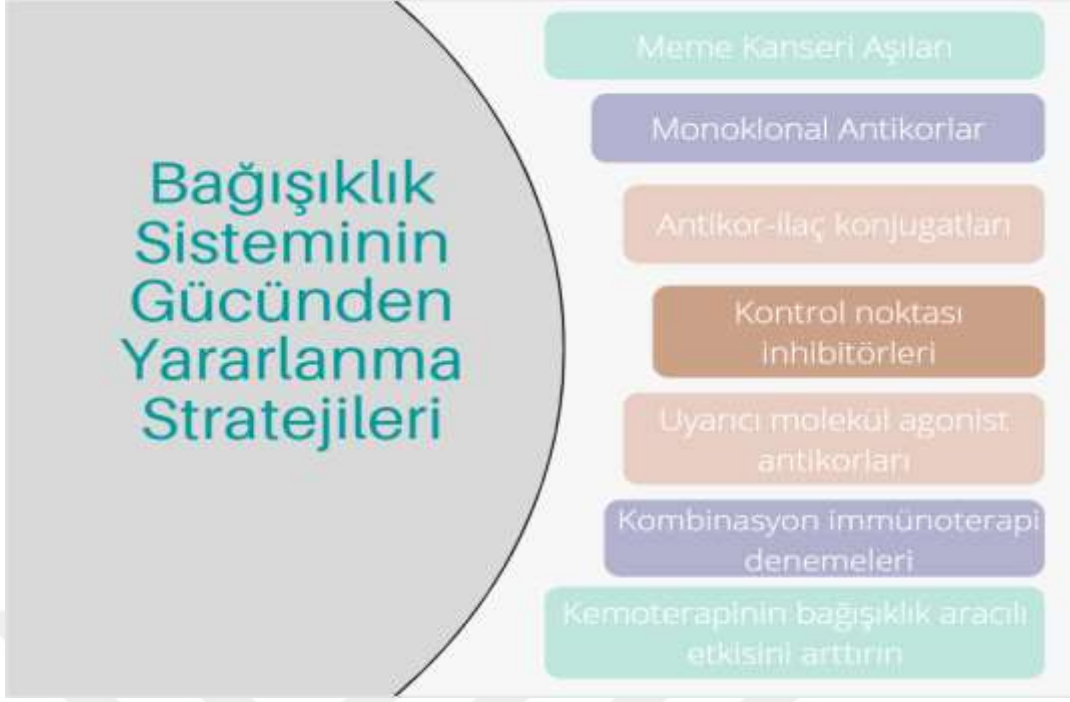 Bağışıklık
Sisteminin
Gücünden
Yararlanma
Stratejileri
Meme Kanseri Aşıları
Monoklonal Antikorlar
Antikor-ilaç konjugatları
Kontrol noktası
inhibitörleri
Uyarıcı molekül agonist
antikorları
Kombinasyon immünoterapi
denemeleri
Kemoterapinin bağışıklık aracılı
etkisini arttırın